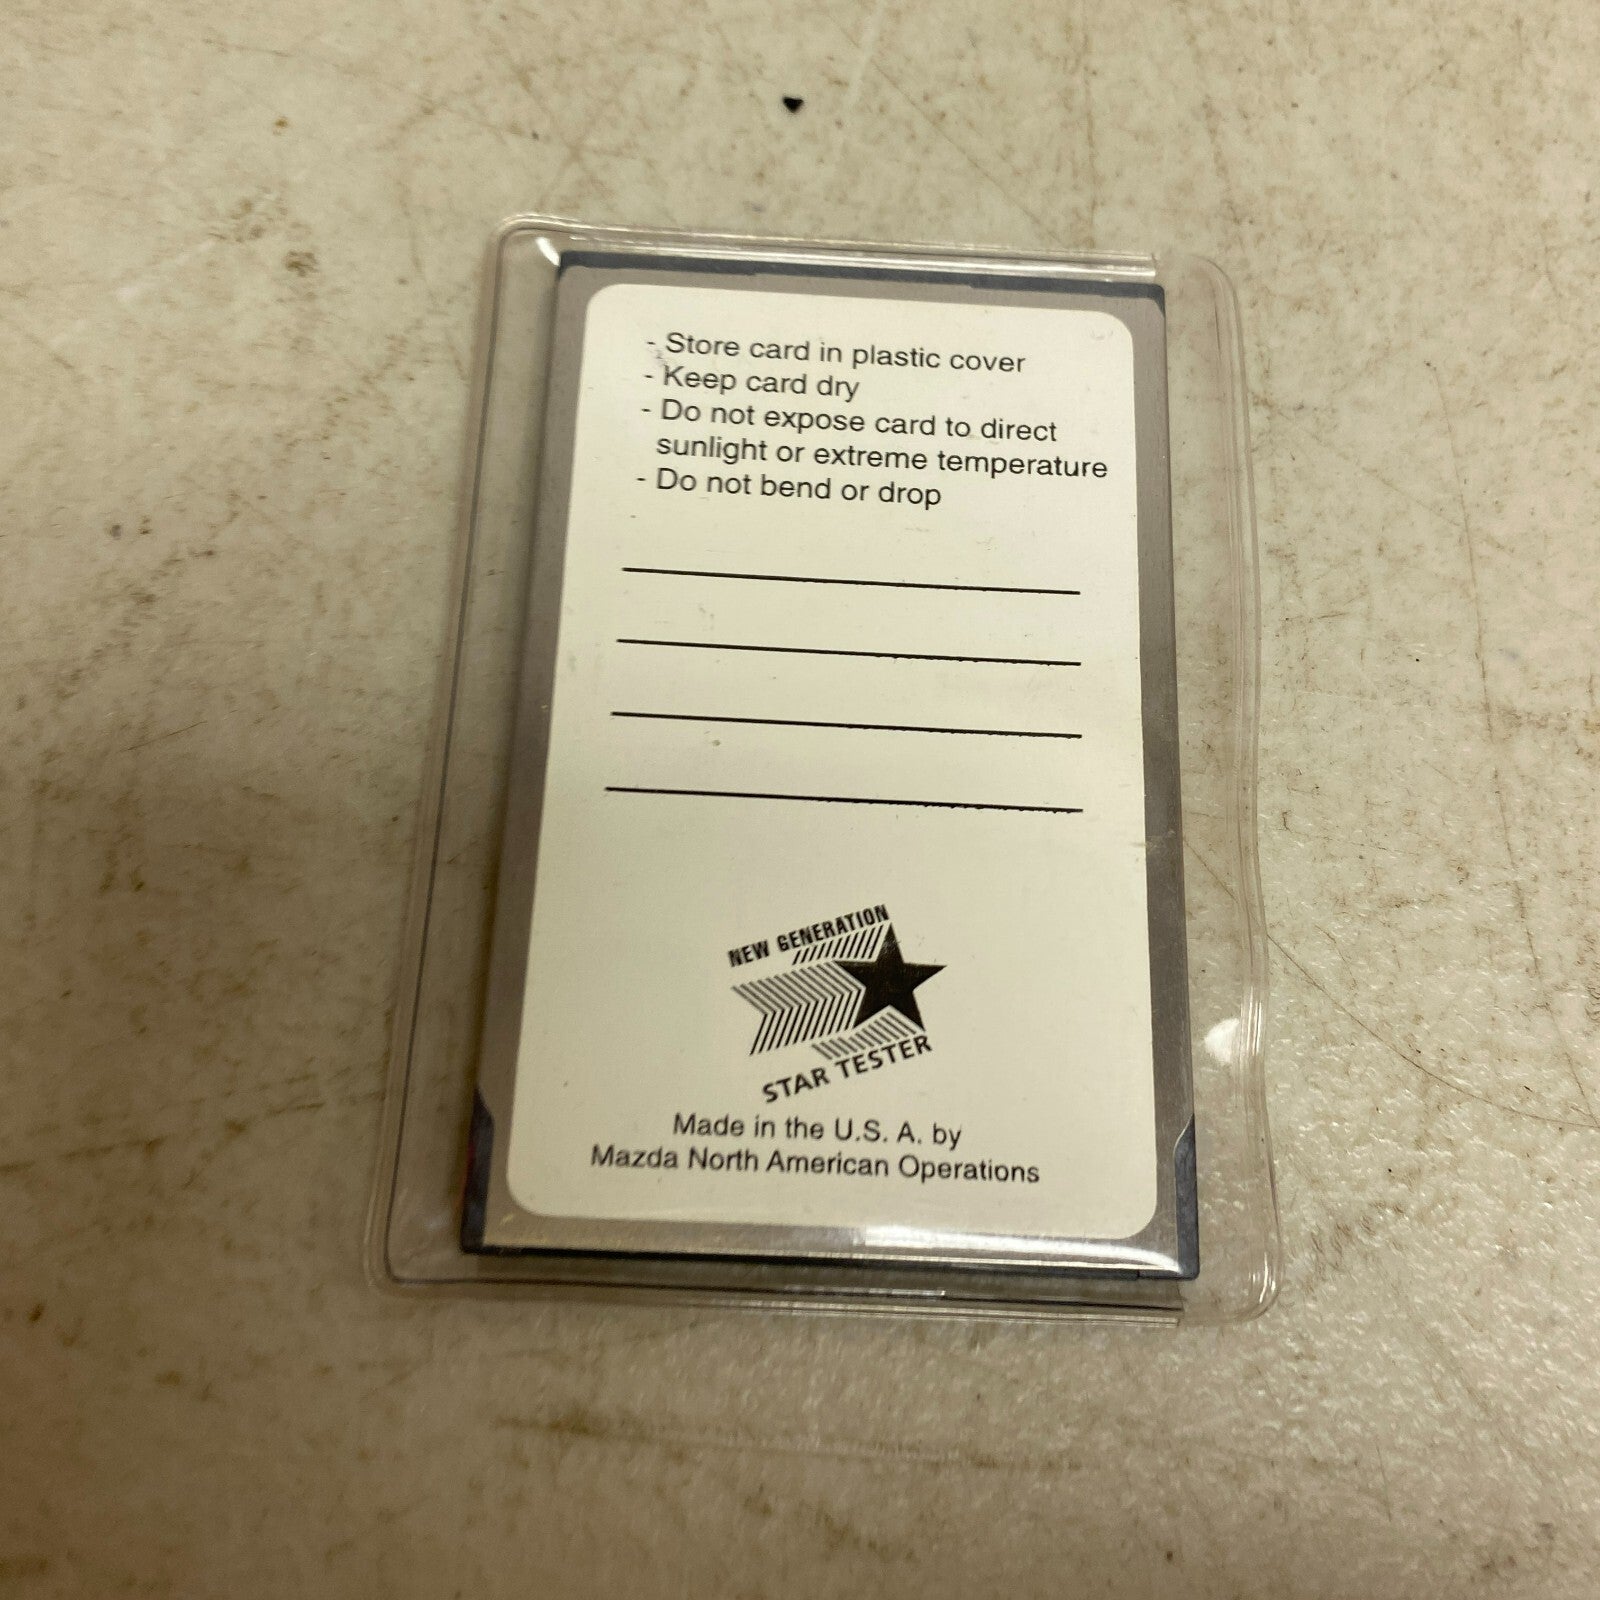 - Store card in plastic cover
- Keep card dry
- Do not expose card to direct
sunlight or extreme temperature
- Do not bend or drop
NEW GENERATION
STAR TESTER
Made in the U.S. A. by
Mazda North American Operations